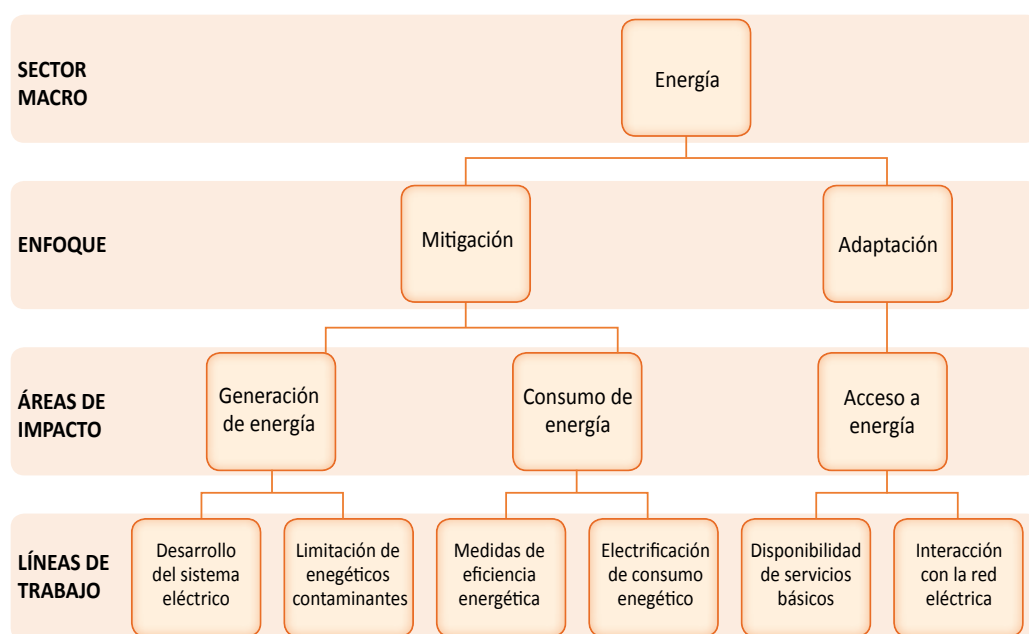 SECTOR
MACRO
Energía
ENFOQUE
Mitigación
Adaptación
ÁREAS DE
IMPACTO
Generación
de energía
Consumo de
energía
Acceso a
energía
LÍNEAS DE
TRABAJO
Desarrollo
del sistema
eléctrico
Limitación de
enegéticos
contaminantes
Medidas de
eficiencia
energética
Electrificación
de consumo
enegético
Disponibilidad
de servicios
básicos
Interacción
con la red
eléctrica